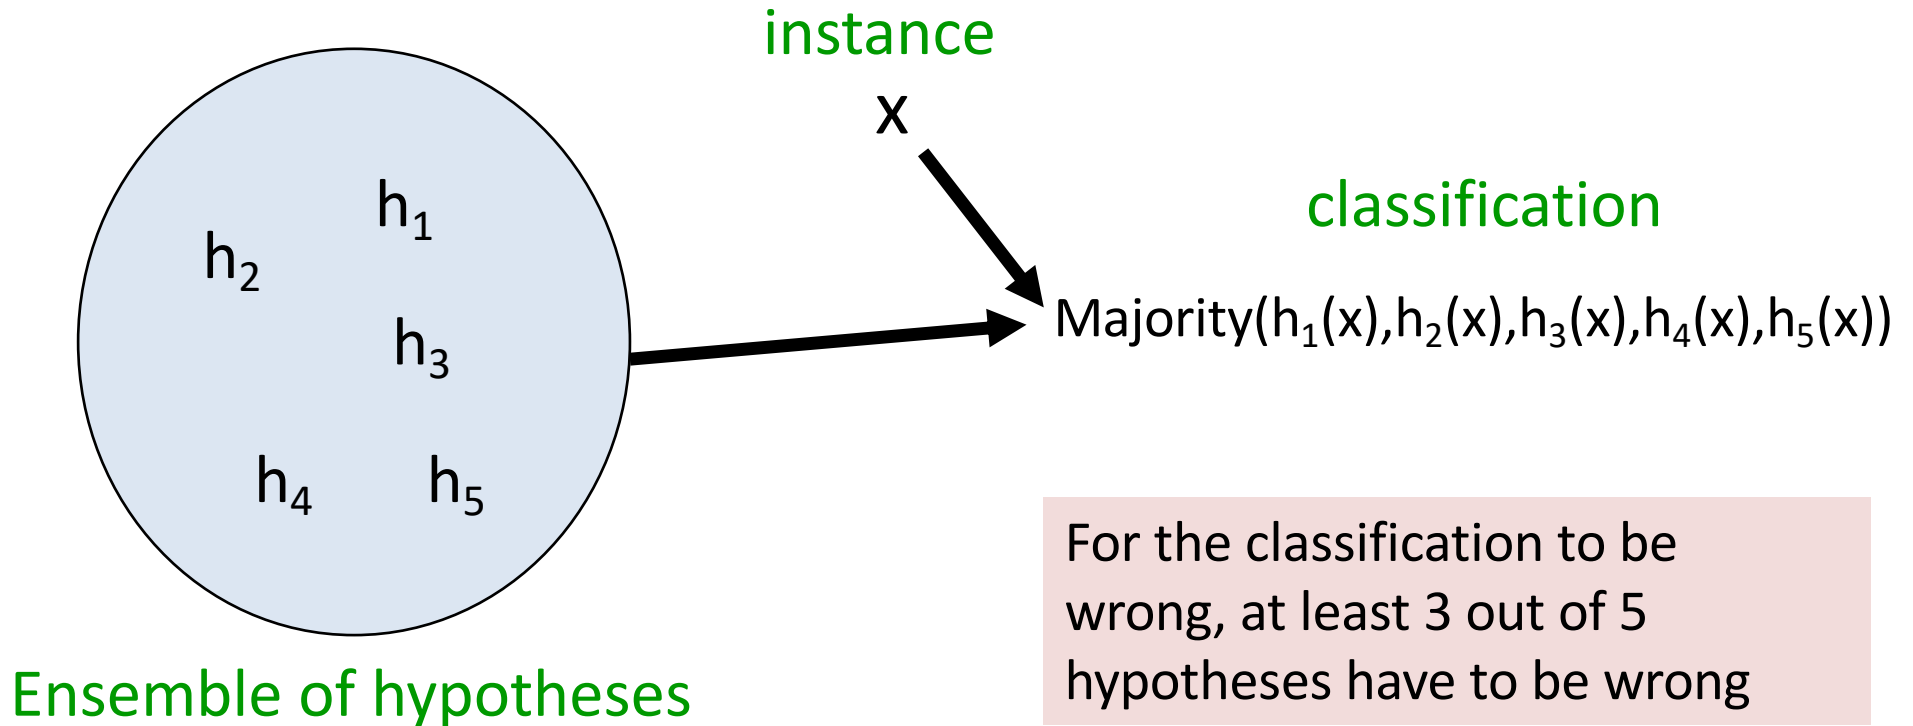 instance
x
h₁
h₂
h₃
h₄ h₅
classification
Majority(h₁(x),h₂(x),h₃(x),h₄(x),h₅(x))
For the classification to be
wrong, at least 3 out of 5
hypotheses have to be wrong
Ensemble of hypotheses